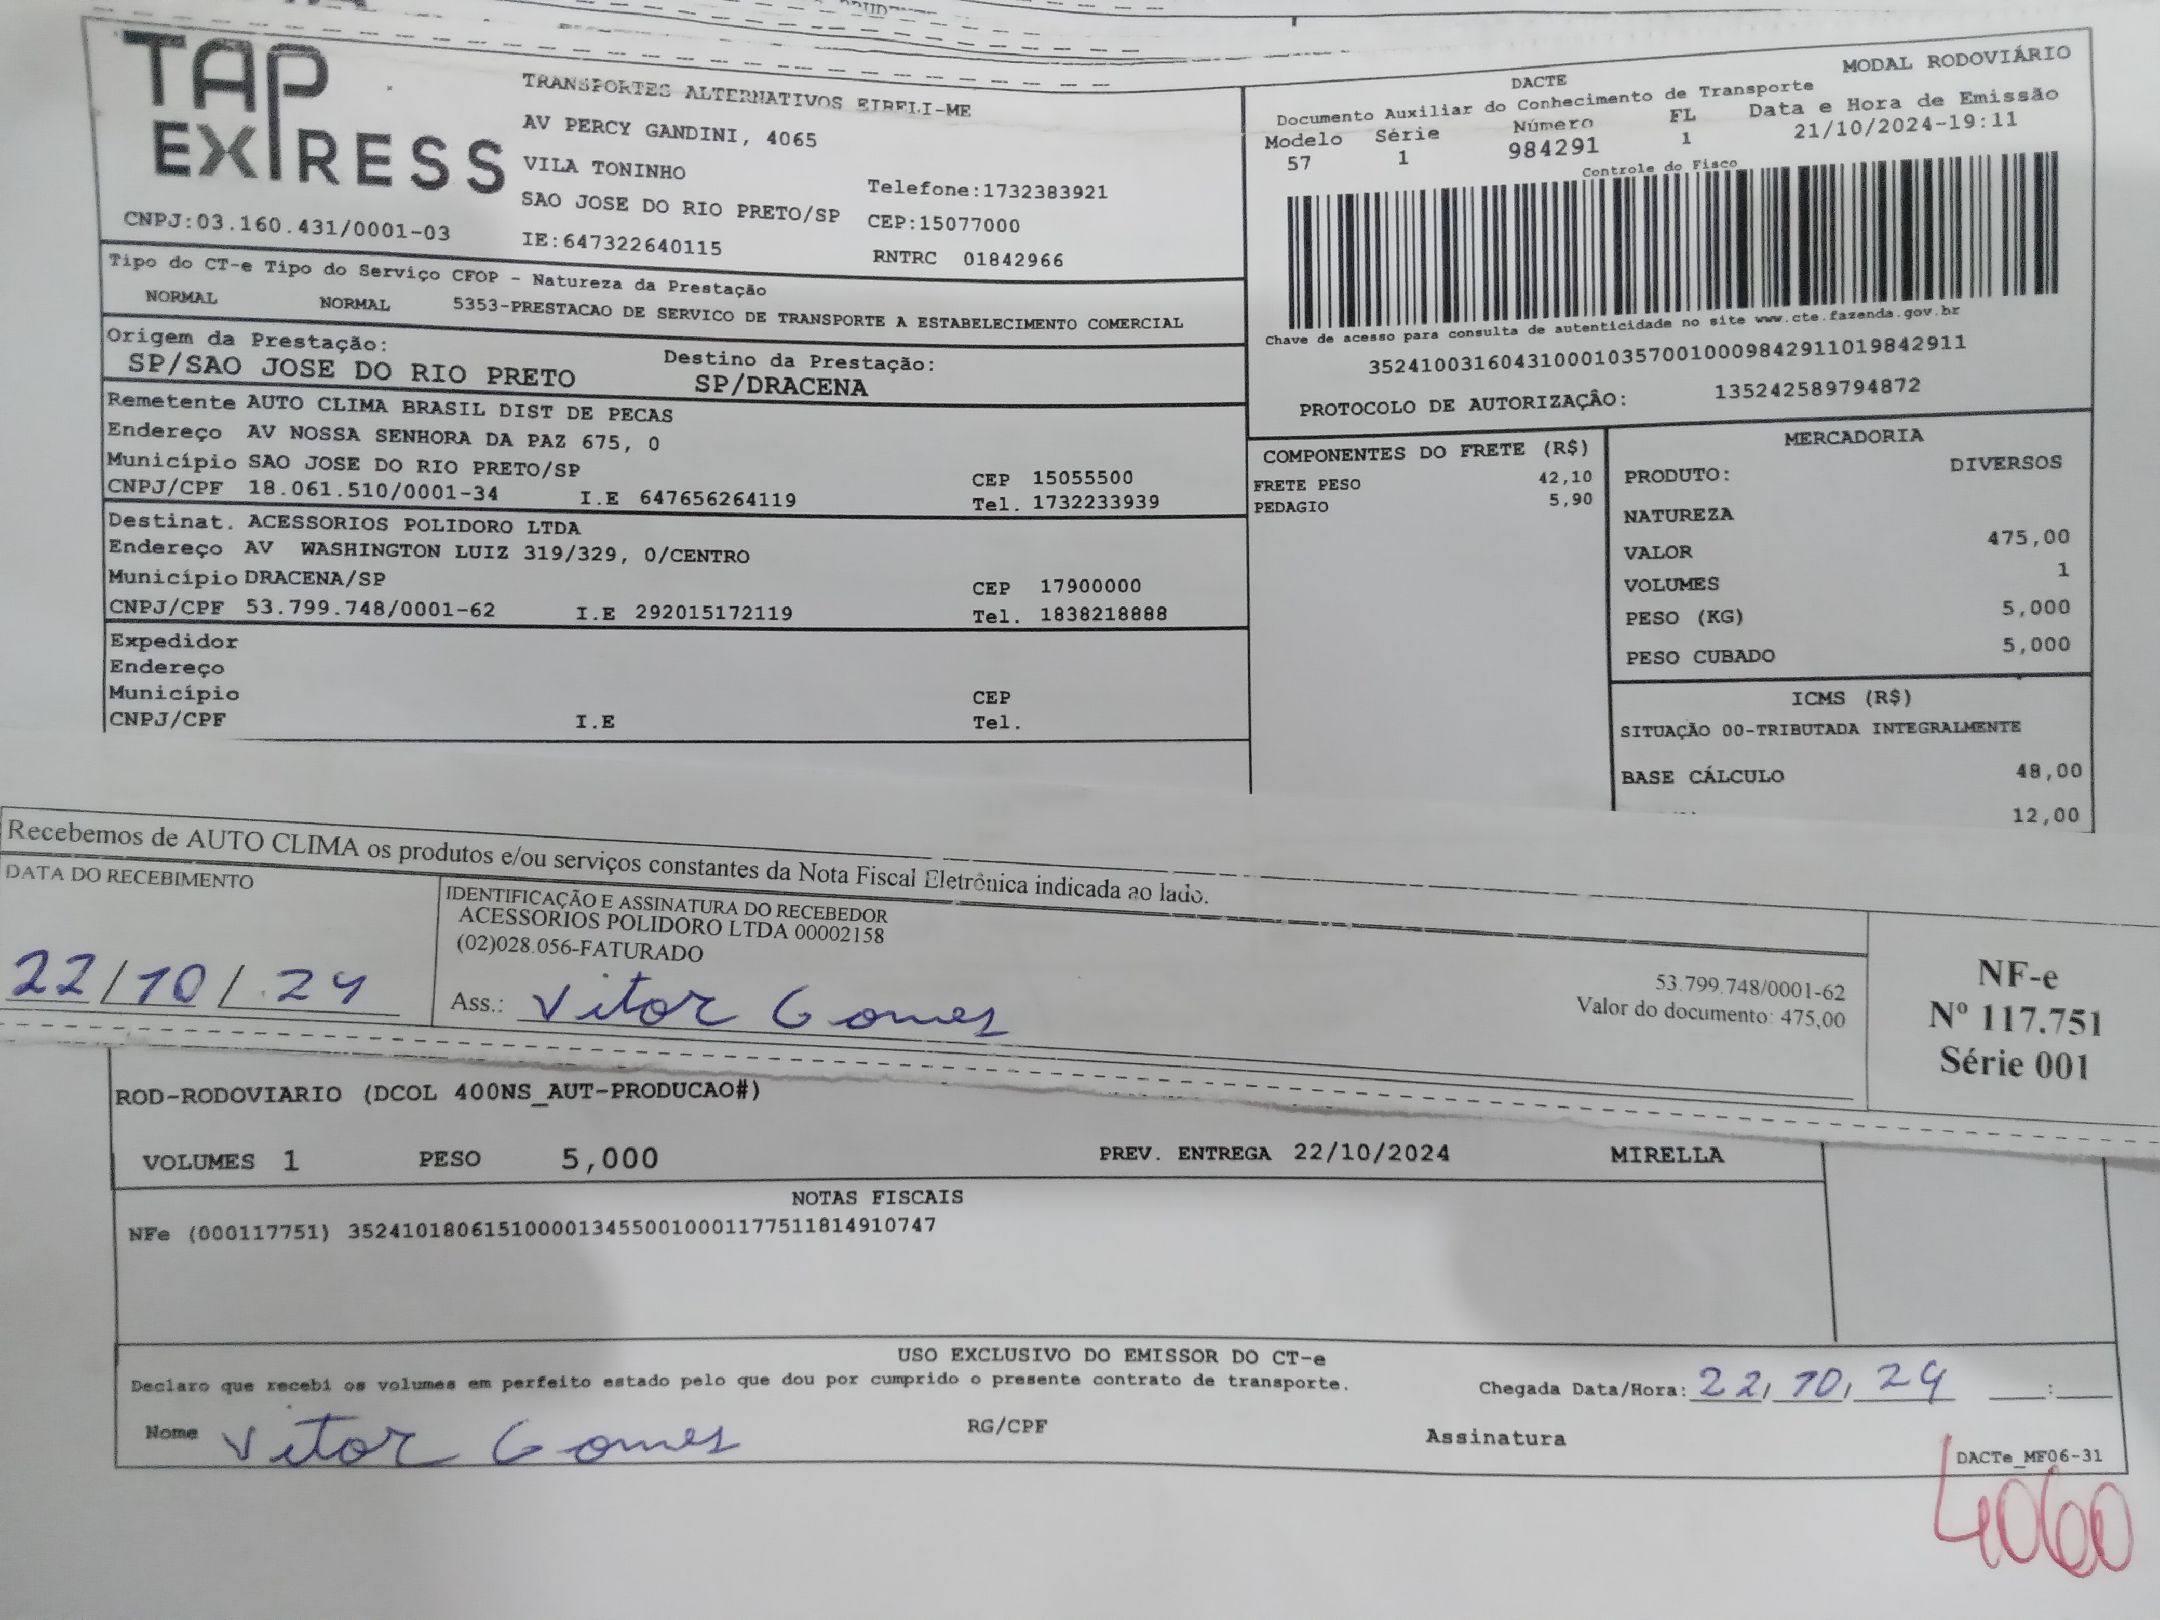 TAP
EXPRESS
CNPJ:03.160.431/0001-03
TRANSPORTES ALTERNATIVOS EIRELI-ME
AV PERCY GANDINI, 4065
VILA TONINHO
SAO JOSE DO RIO PRETO/SP
IE:647322640115
Telefone:1732383921
CEP:15077000
RNTRC 01842966
MODAL RODOVIÁRIO
DACTE
Documento Auxiliar do Conhecimento de Transporte
Modelo Série Número FL Data e Hora de Emissão
57 1 984291 1 21/10/2024-19:11
Controle do Fisco
Chave de acesso para consulta de autenticidade no site www.cte.fazenda.gov.br
35241003160431000103570010009842911019842911
PROTOCOLO DE AUTORIZAÇÂO: 135242589794872
Tipo do CT-e Tipo do Serviço CFOP - Natureza da Prestação
NORMAL NORMAL 5353-PRESTACAO DE SERVICO DE TRANSPORTE A ESTABELECIMENTO COMERCIAL
Origem da Prestação: Destino da Prestação:
SP/SAO JOSE DO RIO PRETO SP/DRACENA
Remetente AUTO CLIMA BRASIL DIST DE PECAS
Endereço AV NOSSA SENHORA DA PAZ 675, 0
Município SAO JOSE DO RIO PRETO/SP CEP 15055500
CNPJ/CPF 18.061.510/0001-34 I.E 647656264119 Tel. 1732233939
Destinat. ACESSORIOS POLIDORO LTDA
Endereço AV WASHINGTON LUIZ 319/329, 0/CENTRO
Município DRACENA/SP CEP 17900000
CNPJ/CPF 53.799.748/0001-62 I.E 292015172119 Tel. 1838218888
Expedidor
Endereço
Município CEP
CNPJ/CPF I.E Tel.
COMPONENTES DO FRETE (R$)
FRETE PESO 42,10
PEDAGIO 5,90
MERCADORIA
PRODUTO: DIVERSOS
NATUREZA
VALOR 475,00
VOLUMES 1
PESO (KG) 5,000
PESO CUBADO 5,000
ICMS (R$)
SITUAÇÃO 00-TRIBUTADA INTEGRALMENTE
BASE CÁLCULO 48,00
12,00
Recebemos de AUTO CLIMA os produtos e/ou serviços constantes da Nota Fiscal Eletrônica indicada ao lado.
DATA DO RECEBIMENTO
22/10/24
IDENTIFICAÇÃO E ASSINATURA DO RECEBEDOR
ACESSORIOS POLIDORO LTDA 00002158
(02)028.056-FATURADO
Ass.: Vitor Gomes
53.799.748/0001-62
Valor do documento: 475,00
NF-e
Nº 117.751
Série 001
ROD-RODOVIARIO (DCOL 400NS_AUT-PRODUCAO#)
VOLUMES 1 PESO 5,000 PREV. ENTREGA 22/10/2024 MIRELLA
NOTAS FISCAIS
NFe (000117751) 35241018061510000134550010001177511814910747
USO EXCLUSIVO DO EMISSOR DO CT-e
Declaro que recebi os volumes em perfeito estado pelo que dou por cumprido o presente contrato de transporte.
Chegada Data/Hora: 22/10/24 __:__
Nome Vitor Gomes RG/CPF Assinatura
DACTe_MF06-31
4060